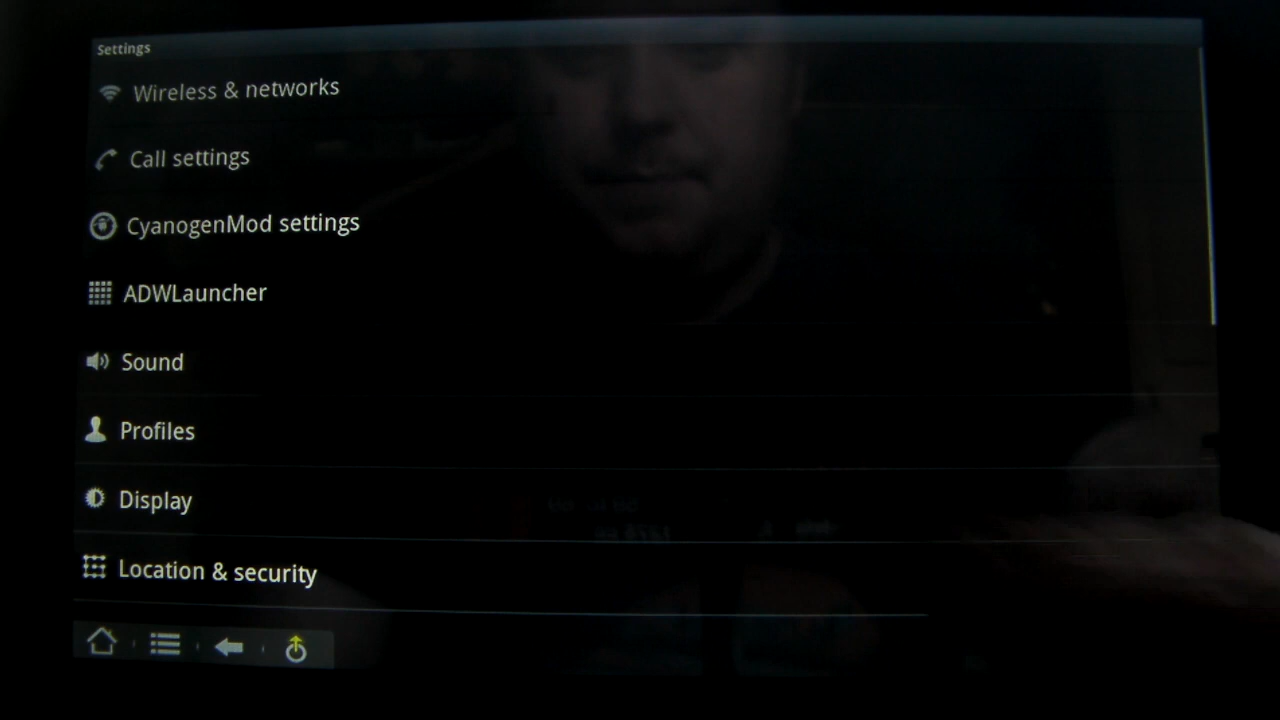 Settings
Wireless & networks
Call settings
CyanogenMod settings
ADWLauncher
Sound
Profiles
Display
Location & security